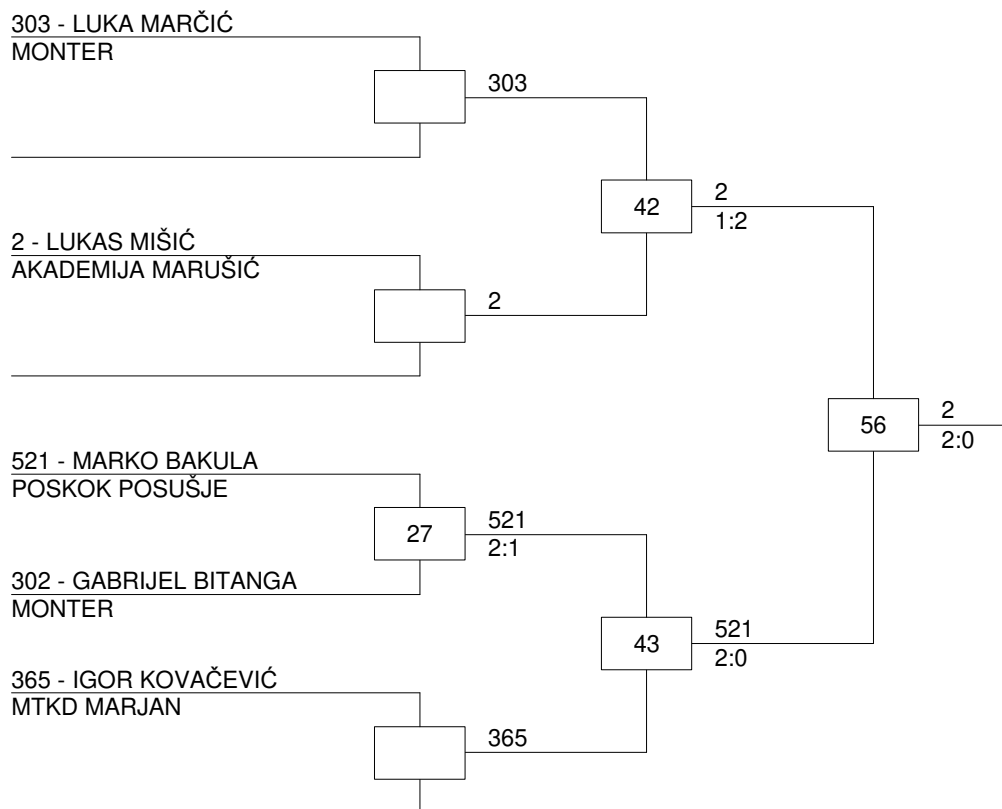 303 - LUKA MARČIĆ
MONTER
303
42
2
1:2
2 - LUKAS MIŠIĆ
AKADEMIJA MARUŠIĆ
2
56
2
2:0
521 - MARKO BAKULA
POSKOK POSUŠJE
27
521
2:1
302 - GABRIJEL BITANGA
MONTER
43
521
2:0
365 - IGOR KOVAČEVIĆ
MTKD MARJAN
365